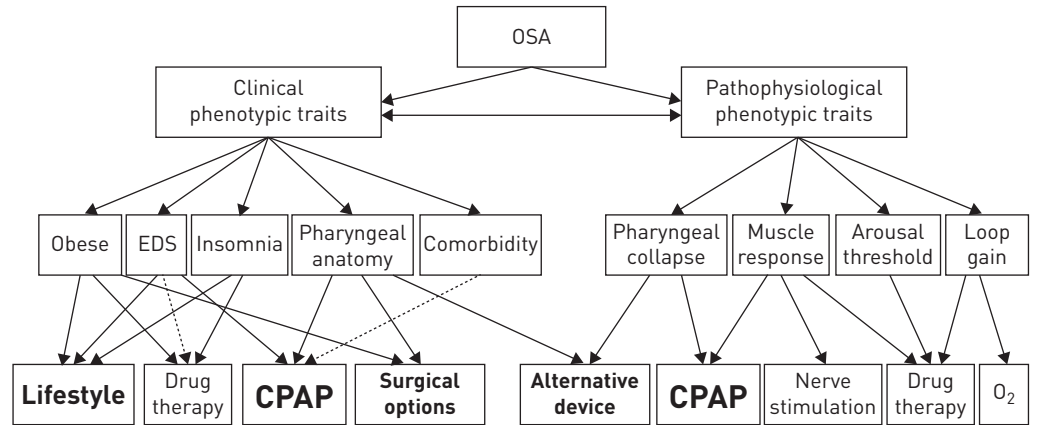 OSA
Clinical
phenotypic traits
Pathophysiological
phenotypic traits
Obese
EDS
Insomnia
Pharyngeal
anatomy
Comorbidity
Pharyngeal
collapse
Muscle
response
Arousal
threshold
Loop
gain
Lifestyle
Drug
therapy
CPAP
Surgical
options
Alternative
device
CPAP
Nerve
stimulation
Drug
therapy
O₂